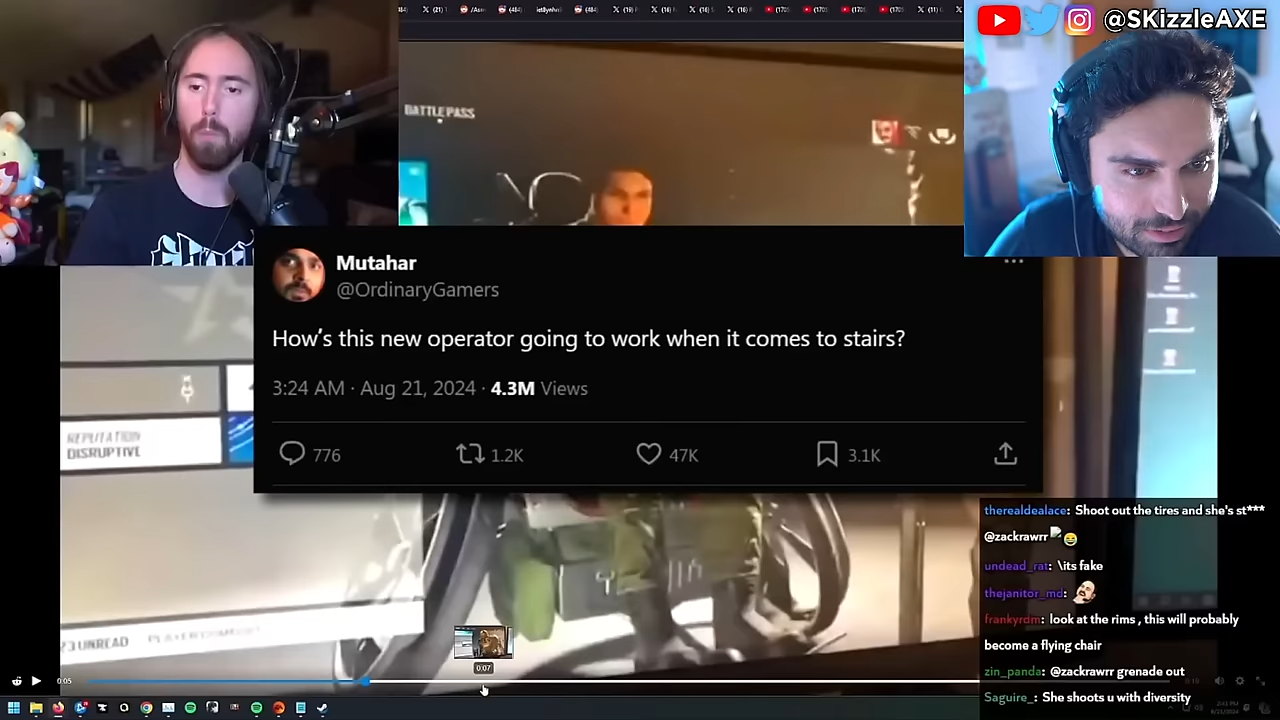 @SKizzleAXE
BATTLEPASS
Mutahar
@OrdinaryGamers
How's this new operator going to work when it comes to stairs?
3:24 AM · Aug 21, 2024 · 4.3M Views
776
1.2K
47K
3.1K
REPUTATION
DISRUPTIVE
therealdealace: Shoot out the tires and she's st***
@zackrawrr
undead_rat: \its fake
thejanitor_md:
frankyrdm: look at the rims , this will probably
become a flying chair
zin_panda: @zackrawrr grenade out
Saguire_: She shoots u with diversity
23 UNREAD
0:07
0:05